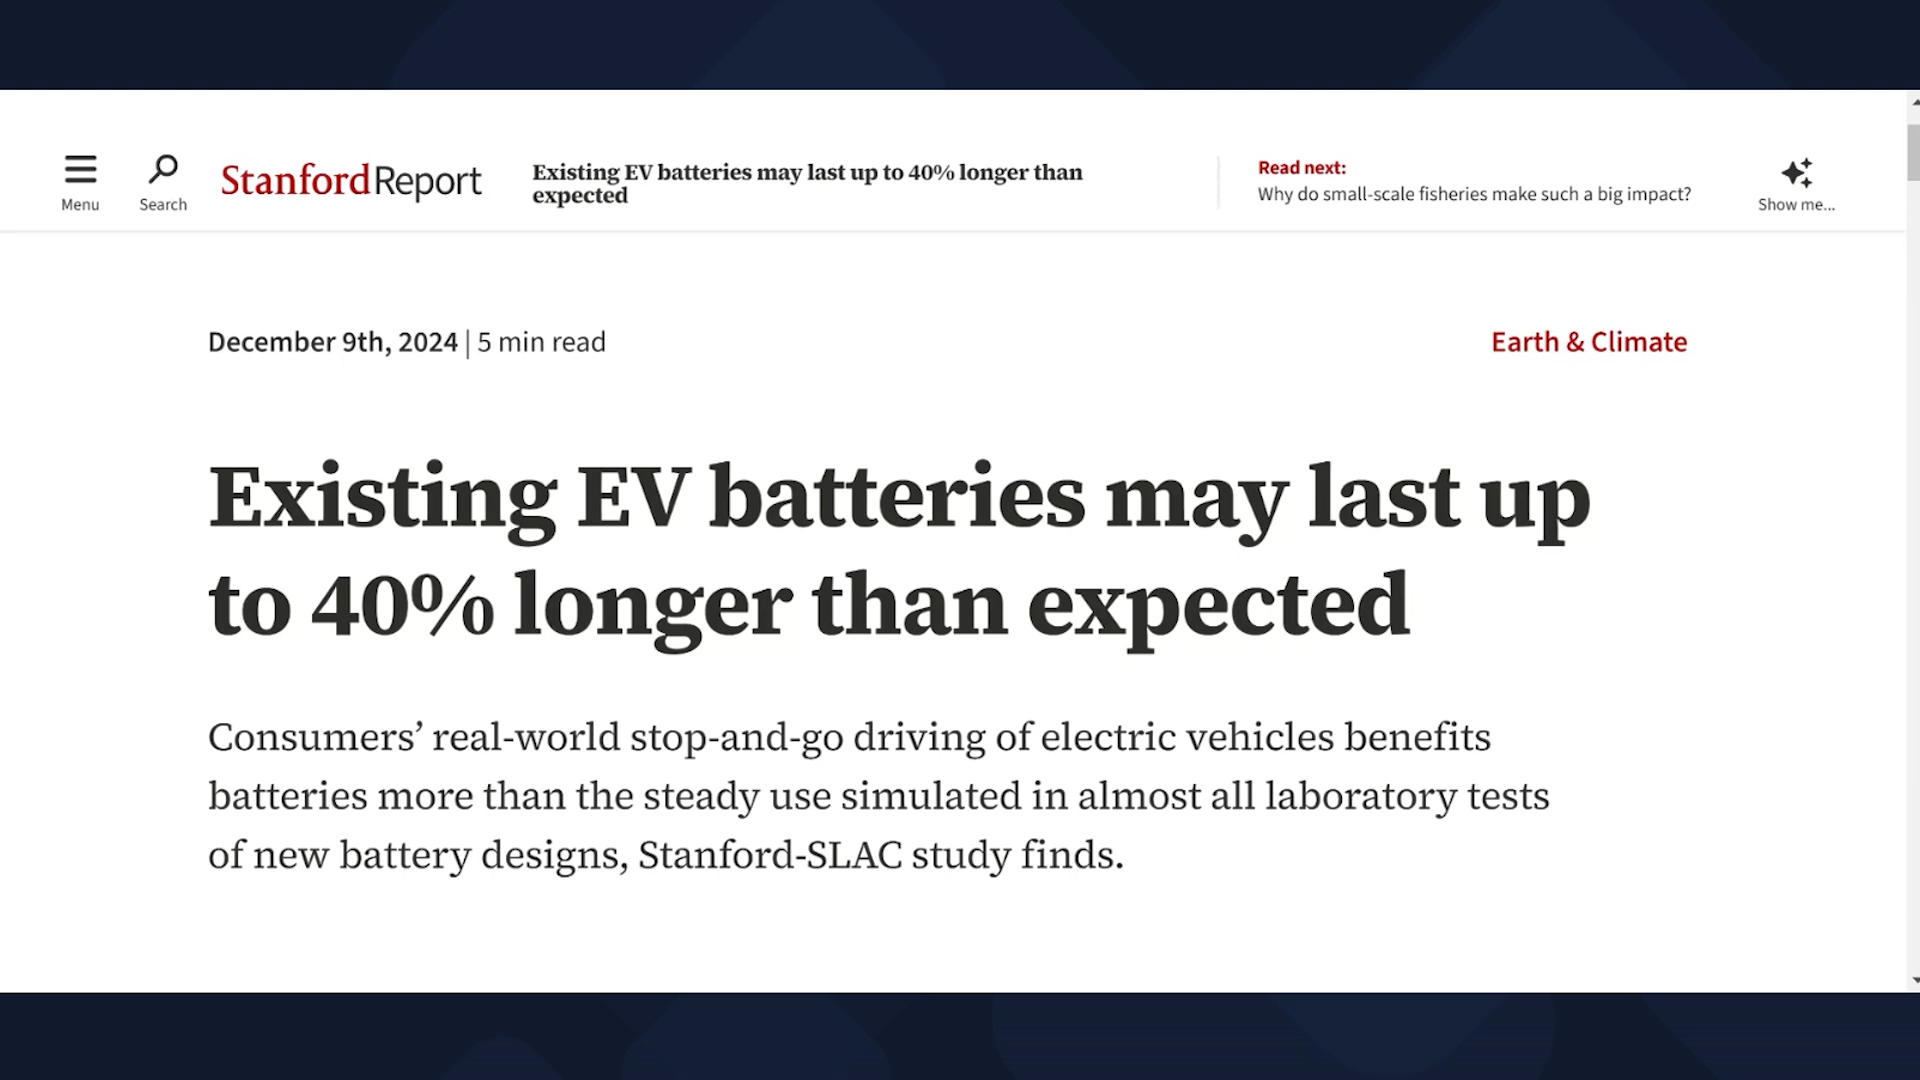 Menu
Search
StanfordReport
Existing EV batteries may last up to 40% longer than
expected
Read next:
Why do small-scale fisheries make such a big impact?
Show me...
December 9th, 2024 | 5 min read
Earth & Climate
Existing EV batteries may last up
to 40% longer than expected
Consumers’ real-world stop-and-go driving of electric vehicles benefits
batteries more than the steady use simulated in almost all laboratory tests
of new battery designs, Stanford-SLAC study finds.